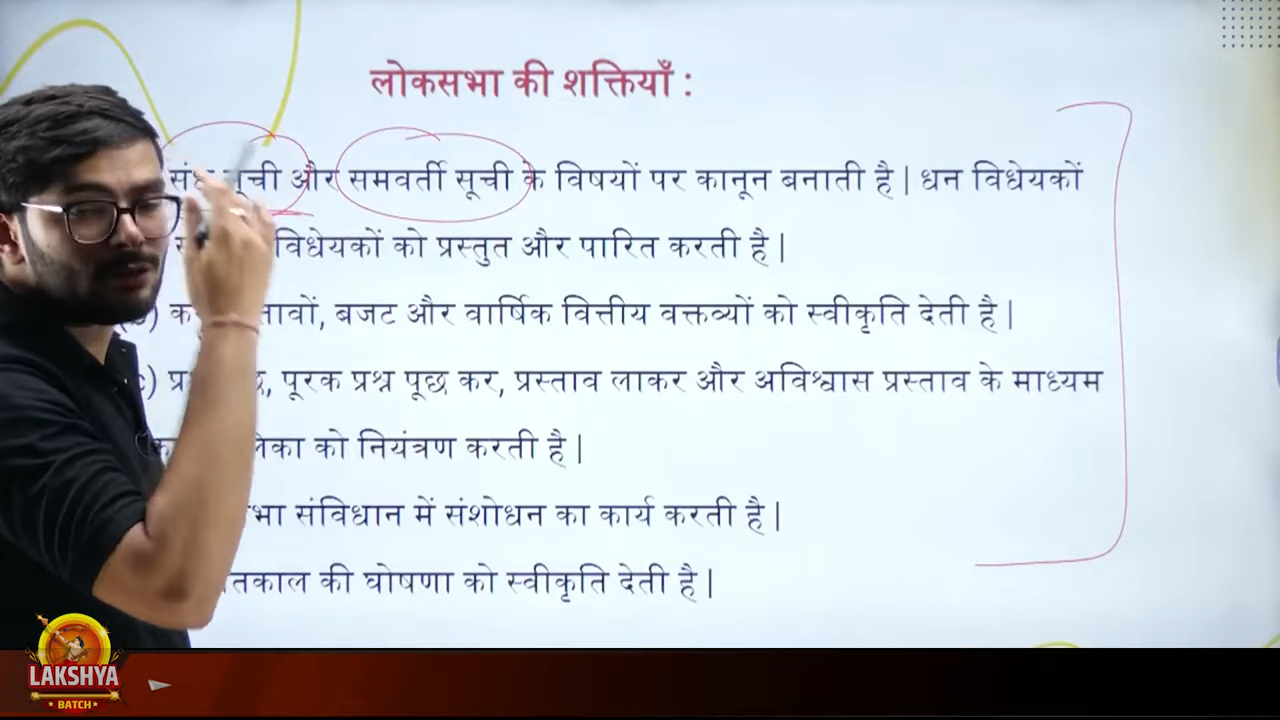 लोकसभा की शक्तियाँ :
और समवर्ती सूची के विषयों पर कानून बनाती है | धन विधेयकों
विधेयकों को प्रस्तुत और पारित करती है |
बजट और वार्षिक वित्तीय वक्तव्यों को स्वीकृति देती है |
पूरक प्रश्न पूछ कर, प्रस्ताव लाकर और अविश्वास प्रस्ताव के माध्यम
को नियंत्रण करती है |
संविधान में संशोधन का कार्य करती है |
की घोषणा को स्वीकृति देती है |
LAKSHYA
BATCH